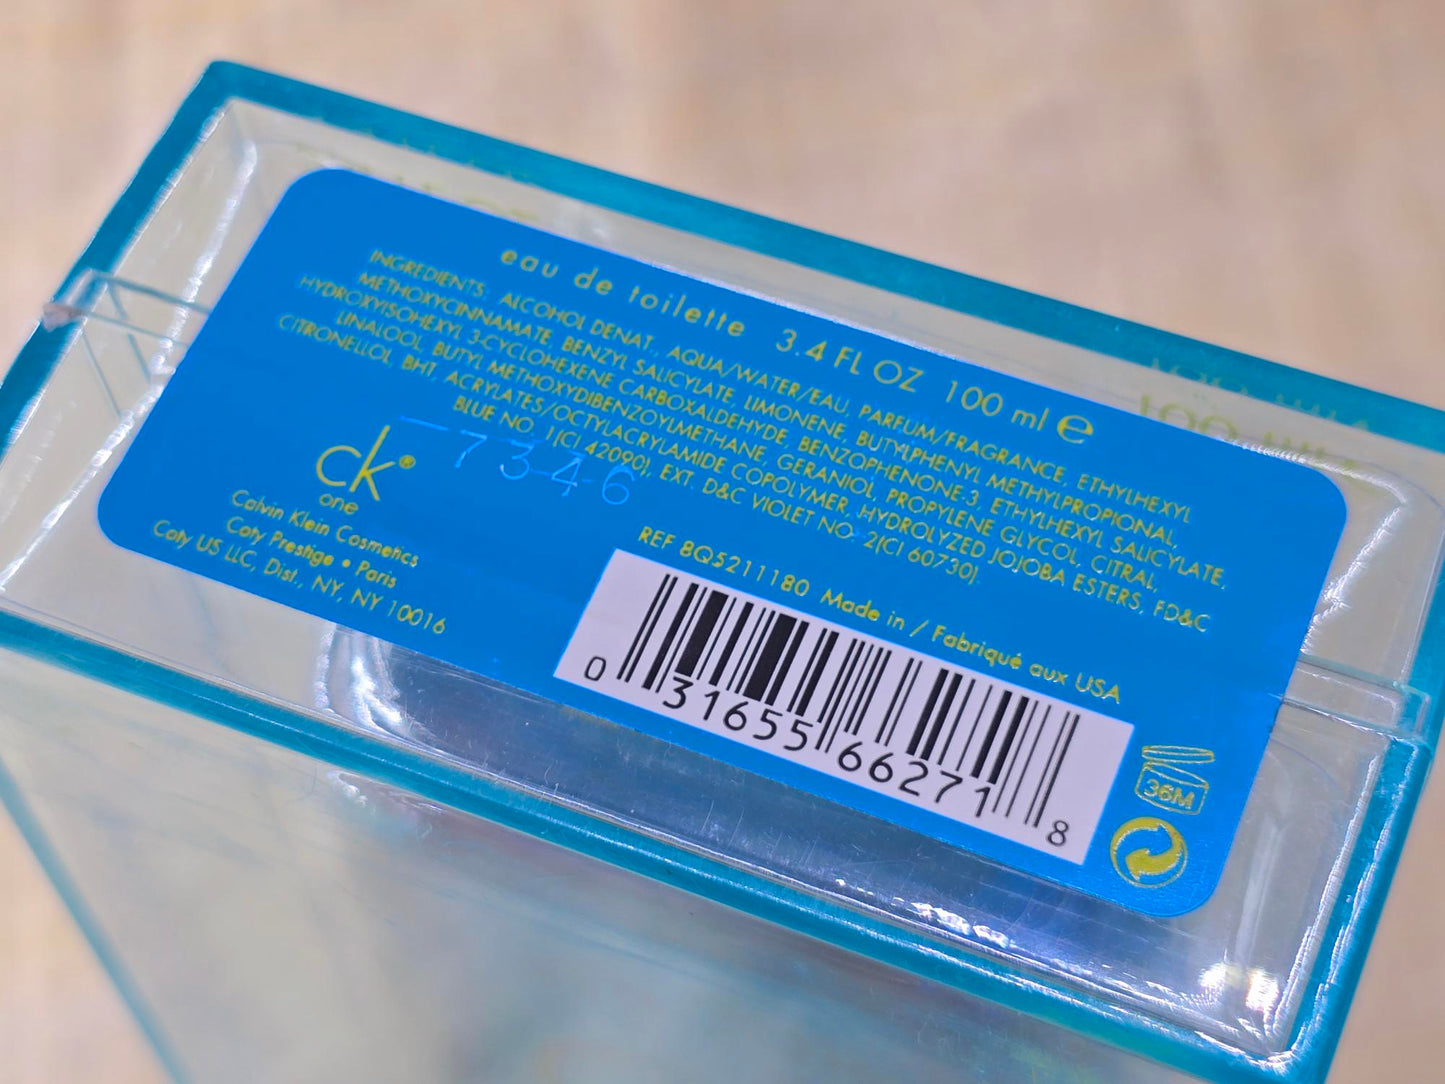 eau de toilette 3.4 FL OZ 100 ml e
INGREDIENTS: ALCOHOL DENAT., AQUA/WATER/EAU, PARFUM/FRAGRANCE, ETHYLHEXYL
METHOXYCINNAMATE, BENZYL SALICYLATE, LIMONENE, BUTYLPHENYL METHYLPROPIONAL,
HYDROXYISOHEXYL 3-CYCLOHEXENE CARBOXALDEHYDE, BENZOPHENONE-3, ETHYLHEXYL SALICYLATE,
LINALOOL, BUTYL METHOXYDIBENZOYLMETHANE, GERANIOL, PROPYLENE GLYCOL, CITRAL,
CITRONELLOL, BHT, ACRYLATES/OCTYLACRYLAMIDE COPOLYMER, HYDROLYZED JOJOBA ESTERS, FD&C
BLUE NO. 1(CI 42090), EXT. D&C VIOLET NO. 2(CI 60730).
7346
ck®
one
Calvin Klein Cosmetics
Coty Prestige • Paris
Coty US LLC, Dist., NY, NY 10016
REF 8Q5211180 Made in / Fabriqué aux USA
0 31655 66271 8
36M